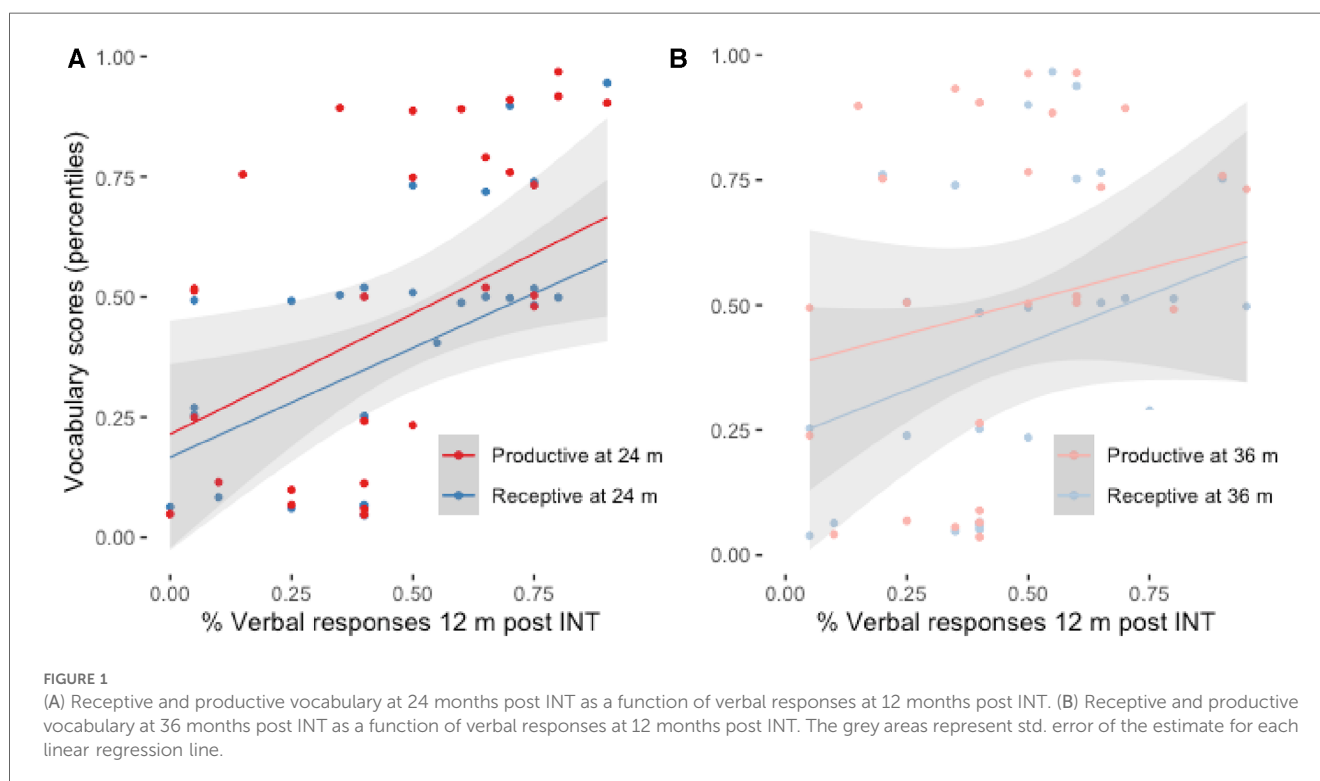 A
B
Vocabulary scores (percentiles)
1.00
0.75
0.50
0.25
0.00
0.00 0.25 0.50 0.75
% Verbal responses 12 m post INT
Productive at 24 m
Receptive at 24 m
1.00
0.75
0.50
0.25
0.00
0.00 0.25 0.50 0.75
% Verbal responses 12 m post INT
Productive at 36 m
Receptive at 36 m
FIGURE 1
(A) Receptive and productive vocabulary at 24 months post INT as a function of verbal responses at 12 months post INT. (B) Receptive and productive
vocabulary at 36 months post INT as a function of verbal responses at 12 months post INT. The grey areas represent std. error of the estimate for each
linear regression line.